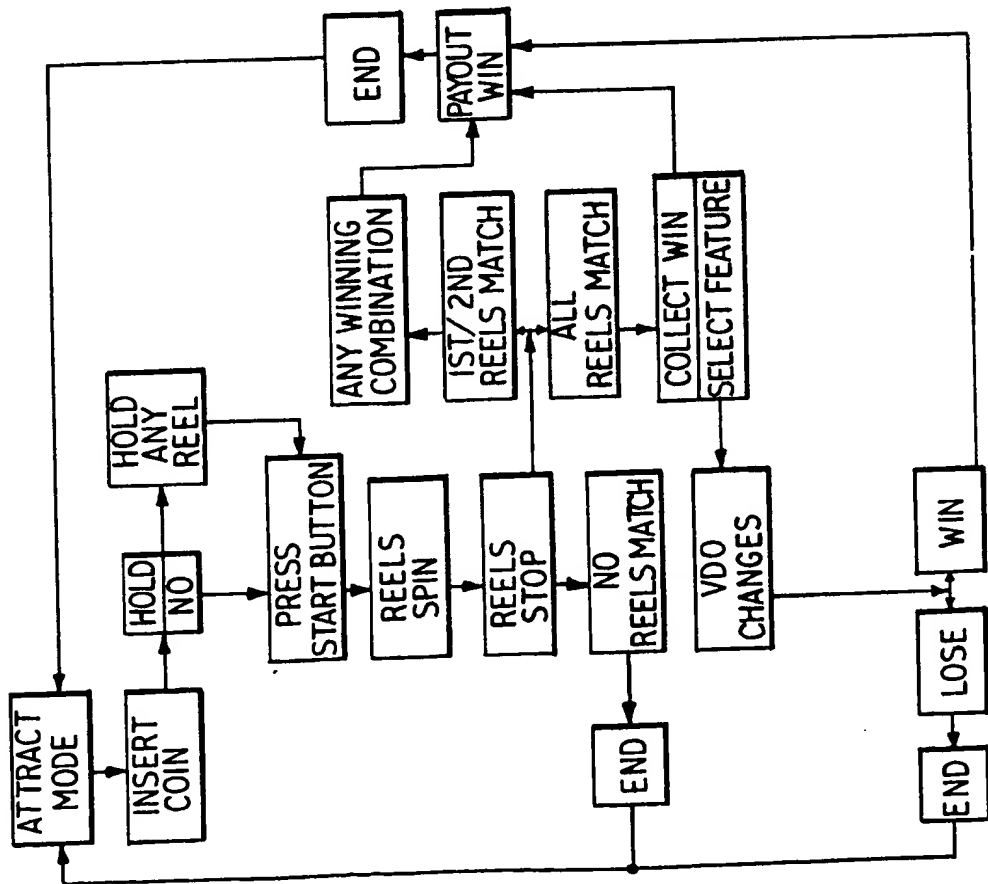 ATTRACT
MODE
INSERT
COIN
HOLD
NO
HOLD
ANY
REEL
PRESS
START BUTTON
REELS
SPIN
REELS
STOP
NO
REELS MATCH
END
ANY WINNING
COMBINATION
1ST/2ND
REELS MATCH
ALL
REELS MATCH
COLLECT WIN
SELECT FEATURE
END
PAYOUT
WIN
VDO
CHANGES
WIN
LOSE
END